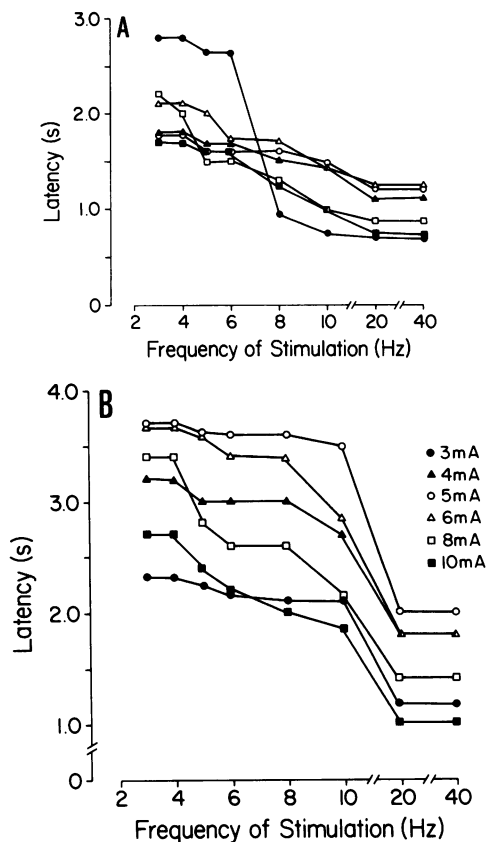 A
3.0
2.0
1.0
0
Latency (s)
2 4 6 8 10 20 40
Frequency of Stimulation (Hz)
B
4.0
3.0
2.0
1.0
0
Latency (s)
3mA
4mA
5mA
6mA
8mA
10mA
2 4 6 8 10 20 40
Frequency of Stimulation (Hz)